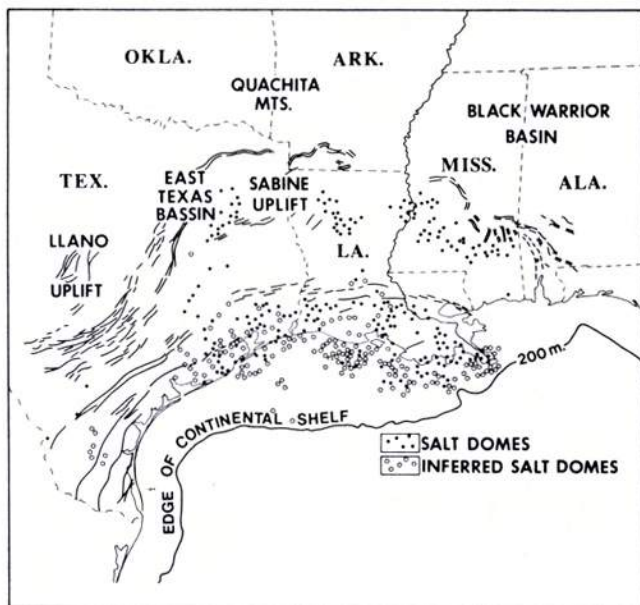 OKLA.
ARK.
QUACHITA
MTS.
BLACK WARRIOR
BASIN
MISS.
TEX.
EAST
TEXAS
BASSIN
SABINE
UPLIFT
ALA.
LLANO
UPLIFT
LA.
200m.
EDGE OF CONTINENTAL SHELF
SALT DOMES
INFERRED SALT DOMES